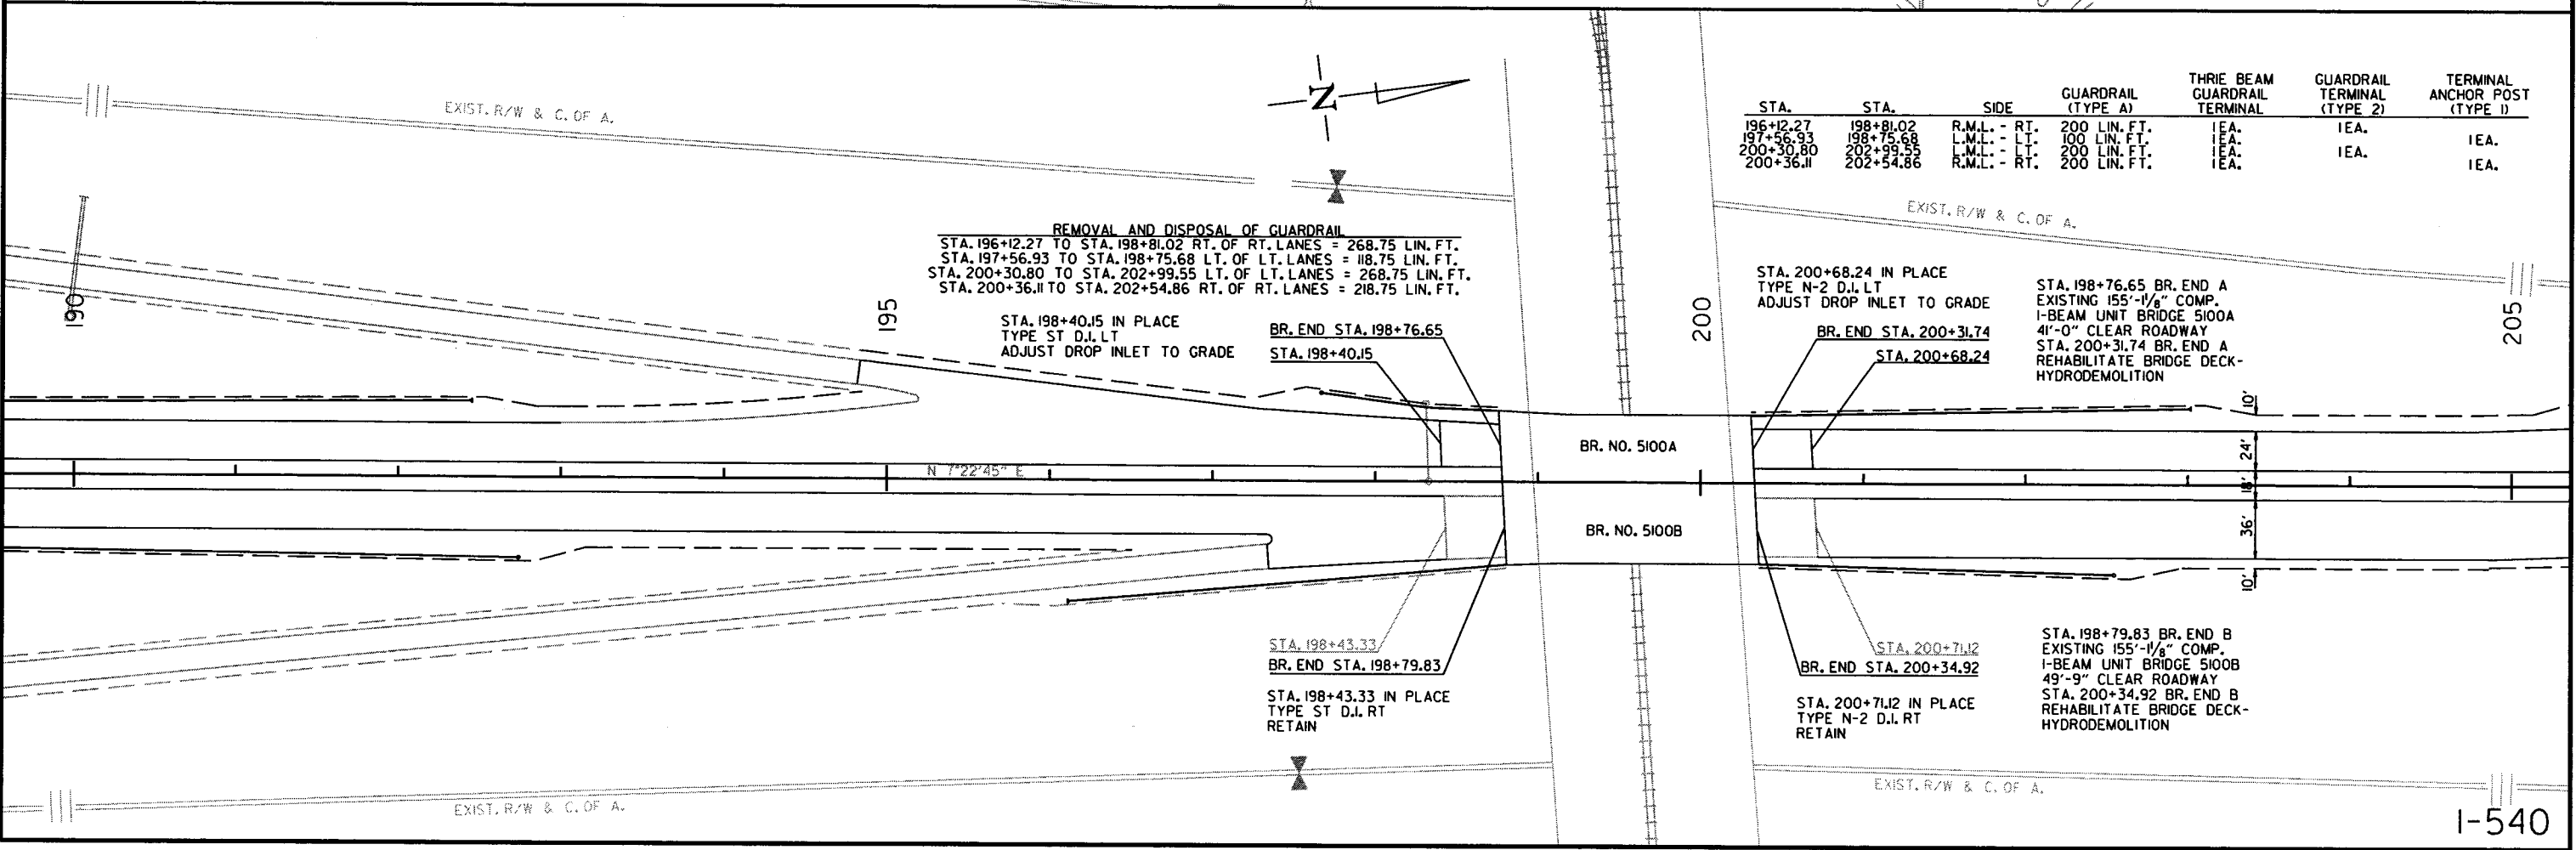 EXIST. R/W & C. OF A.
N
STA. STA. SIDE GUARDRAIL (TYPE A) THRIE BEAM GUARDRAIL TERMINAL GUARDRAIL TERMINAL (TYPE 2) TERMINAL ANCHOR POST (TYPE 1)
196+12.27 198+81.02 R.M.L. - RT. 200 LIN. FT. 1 EA. 1 EA.
197+56.93 198+75.68 L.M.L. - LT. 100 LIN. FT. 1 EA. 1 EA.
200+30.80 202+99.55 L.M.L. - LT. 200 LIN. FT. 1 EA. 1 EA.
200+36.11 202+54.86 R.M.L. - RT. 200 LIN. FT. 1 EA. 1 EA.
EXIST. R/W & C. OF A.
REMOVAL AND DISPOSAL OF GUARDRAIL
STA. 196+12.27 TO STA. 198+81.02 RT. OF RT. LANES = 268.75 LIN. FT.
STA. 197+56.93 TO STA. 198+75.68 LT. OF LT. LANES = 118.75 LIN. FT.
STA. 200+30.80 TO STA. 202+99.55 LT. OF LT. LANES = 268.75 LIN. FT.
STA. 200+36.11 TO STA. 202+54.86 RT. OF RT. LANES = 218.75 LIN. FT.
190
195
200
205
STA. 198+40.15 IN PLACE
TYPE ST D.I. LT
ADJUST DROP INLET TO GRADE
BR. END STA. 198+76.65
STA. 198+40.15
STA. 200+68.24 IN PLACE
TYPE N-2 D.I. LT
ADJUST DROP INLET TO GRADE
BR. END STA. 200+31.74
STA. 200+68.24
STA. 198+76.65 BR. END A
EXISTING 155'-1 1/8" COMP.
I-BEAM UNIT BRIDGE 5100A
41'-0" CLEAR ROADWAY
STA. 200+31.74 BR. END A
REHABILITATE BRIDGE DECK-
HYDRODEMOLITION
10'
24'
18'
36'
10'
BR. NO. 5100A
N 7°22'45" E
BR. NO. 5100B
STA. 198+43.33
BR. END STA. 198+79.83
STA. 198+43.33 IN PLACE
TYPE ST D.I. RT
RETAIN
STA. 200+71.12
BR. END STA. 200+34.92
STA. 200+71.12 IN PLACE
TYPE N-2 D.I. RT
RETAIN
STA. 198+79.83 BR. END B
EXISTING 155'-1 1/8" COMP.
I-BEAM UNIT BRIDGE 5100B
49'-9" CLEAR ROADWAY
STA. 200+34.92 BR. END B
REHABILITATE BRIDGE DECK-
HYDRODEMOLITION
EXIST. R/W & C. OF A.
EXIST. R/W & C. OF A.
I-540